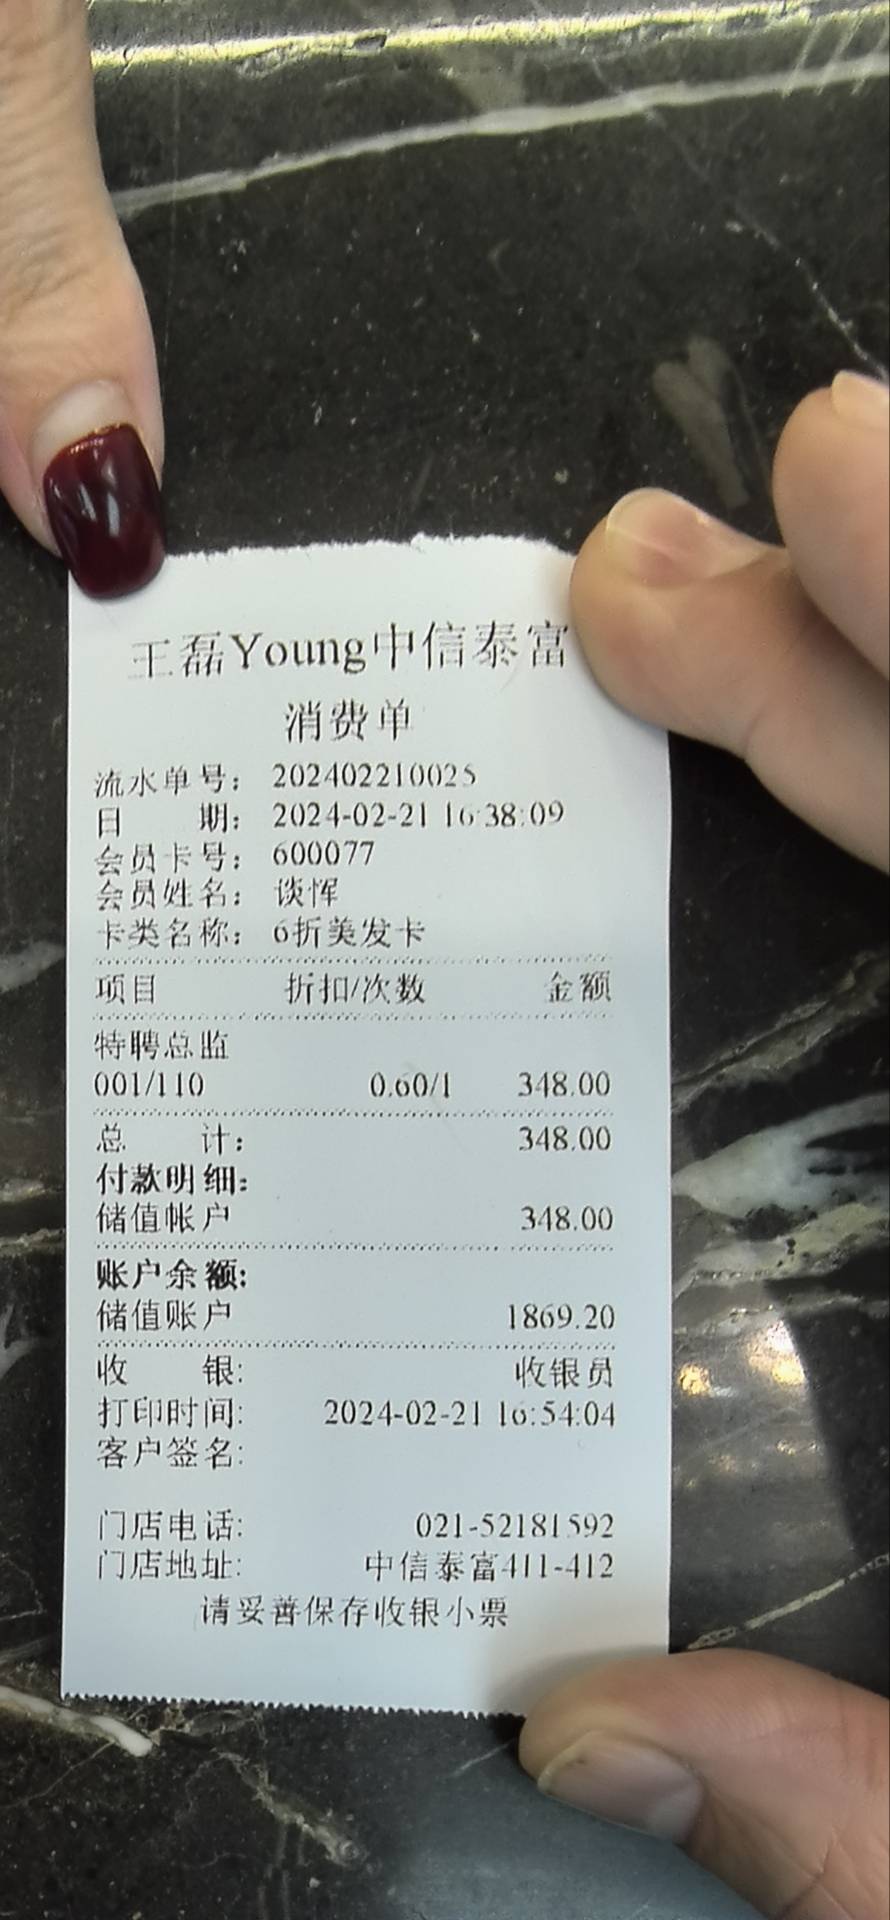 王磊Young中信泰富
消费单
流水单号： 202402210025
日 期： 2024-02-21 16:38:09
会员卡号： 600077
会员姓名： 谈恽
卡类名称： 6折美发卡
项目 折扣/次数 金额
特聘总监
001/110 0.60/1 348.00
总 计： 348.00
付款明细：
储值帐户 348.00
账户余额：
储值账户 1869.20
收 银： 收银员
打印时间： 2024-02-21 16:54:04
客户签名：
门店电话： 021-52181592
门店地址： 中信泰富411-412
请妥善保存收银小票